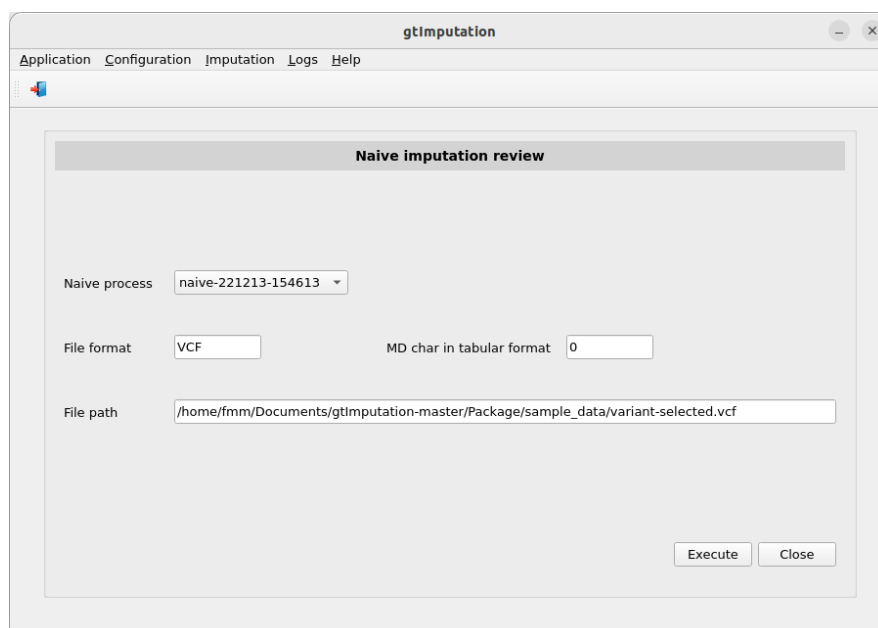 gtImputation
Application Configuration Imputation Logs Help
Naive imputation review
Naive process naive-221213-154613
File format VCF MD char in tabular format 0
File path /home/fmm/Documents/gtImputation-master/Package/sample_data/variant-selected.vcf
Execute Close